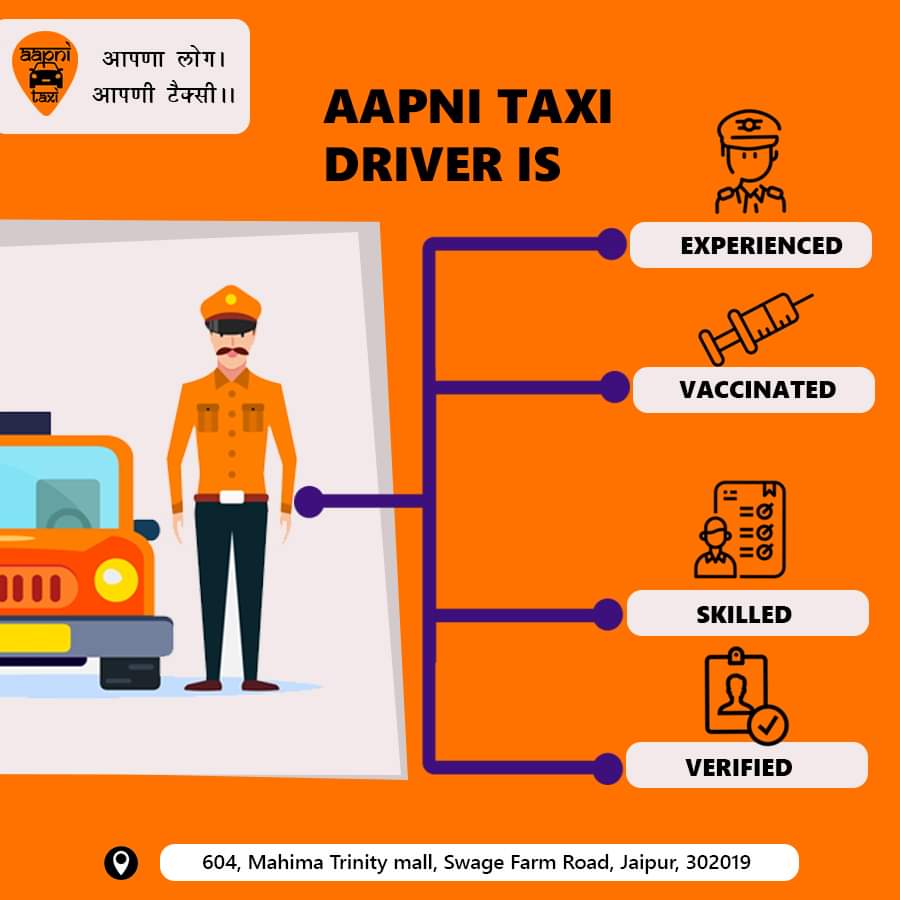 aapni
taxi
आपणा लोग।
आपणी टैक्सी।।
AAPNI TAXI
DRIVER IS
EXPERIENCED
VACCINATED
SKILLED
VERIFIED
604, Mahima Trinity mall, Swage Farm Road, Jaipur, 302019